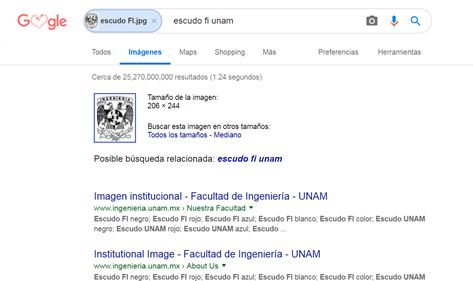 Google escudo FI.jpg × escudo fi unam
Todos Imágenes Maps Shopping Más Preferencias Herramientas
Cerca de 25,270,000,000 resultados (1.24 segundos)
INGENIERIA
Tamaño de la imagen:
206 × 244
Buscar esta imagen en otros tamaños:
Todos los tamaños - Mediano
Posible búsqueda relacionada: escudo fi unam
Imagen institucional - Facultad de Ingeniería - UNAM
www.ingenieria.unam.mx › Nuestra Facultad
Escudo FI negro; Escudo FI rojo; Escudo FI azul; Escudo FI blanco; Escudo FI color; Escudo UNAM
negro; Escudo UNAM rojo; Escudo UNAM azul; Escudo ...
Institutional Image - Facultad de Ingeniería - UNAM
www.ingenieria.unam.mx › About Us
Escudo FI negro; Escudo FI rojo; Escudo FI azul; Escudo FI blanco; Escudo FI color; Escudo UNAM